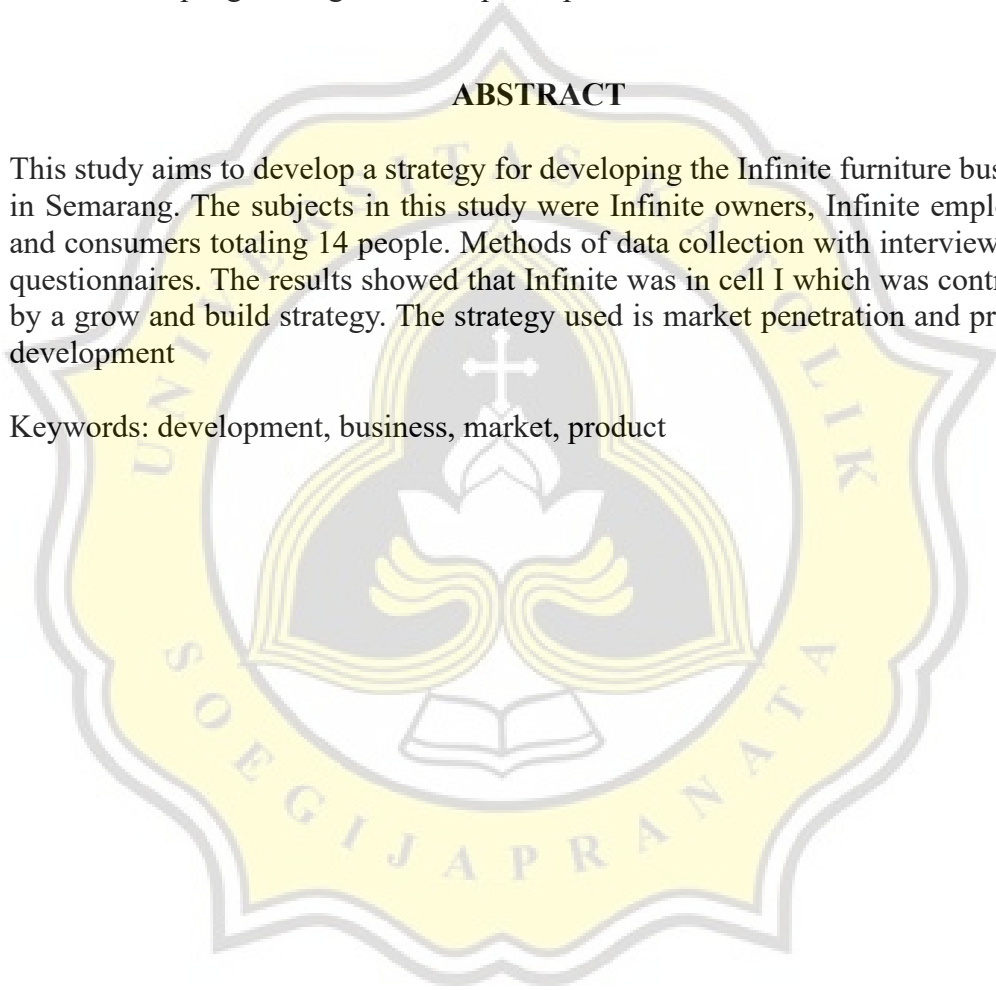 ABSTRACT
This study aims to develop a strategy for developing the Infinite furniture
in Semarang. The subjects in this study were Infinite owners, Infinite
and consumers totaling 14 people. Methods of data collection with
questionnaires. The results showed that Infinite was in cell I which was
by a grow and build strategy. The strategy used is market penetration and
development
Keywords: development, business, market, product
UNIVERSITAS KATOLIK
SOEGIJAPRANATA